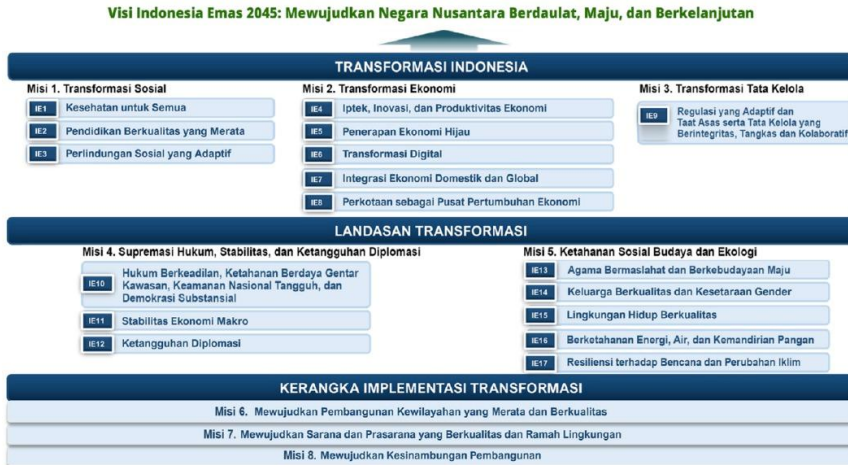 Visi Indonesia Emas 2045: Mewujudkan Negara Nusantara Berdaulat, Maju, dan Berkelanjutan
TRANSFORMASI INDONESIA
Misi 1. Transformasi Sosial
IE1 Kesehatan untuk Semua
IE2 Pendidikan Berkualitas yang Merata
IE3 Perlindungan Sosial yang Adaptif
Misi 2. Transformasi Ekonomi
IE4 Iptek, Inovasi, dan Produktivitas Ekonomi
IE5 Penerapan Ekonomi Hijau
IE6 Transformasi Digital
IE7 Integrasi Ekonomi Domestik dan Global
IE8 Perkotaan sebagai Pusat Pertumbuhan Ekonomi
Misi 3. Transformasi Tata Kelola
IE9 Regulasi yang Adaptif dan
Taat Asas serta Tata Kelola yang
Berintegritas, Tangkas dan Kolaboratif
LANDASAN TRANSFORMASI
Misi 4. Supremasi Hukum, Stabilitas, dan Ketangguhan Diplomasi
IE10 Hukum Berkeadilan, Ketahanan Berdaya Gentar
Kawasan, Keamanan Nasional Tangguh, dan
Demokrasi Substansial
IE11 Stabilitas Ekonomi Makro
IE12 Ketangguhan Diplomasi
Misi 5. Ketahanan Sosial Budaya dan Ekologi
IE13 Agama Bermaslahat dan Berkebudayaan Maju
IE14 Keluarga Berkualitas dan Kesetaraan Gender
IE15 Lingkungan Hidup Berkualitas
IE16 Berketahanan Energi, Air, dan Kemandirian Pangan
IE17 Resiliensi terhadap Bencana dan Perubahan Iklim
KERANGKA IMPLEMENTASI TRANSFORMASI
Misi 6. Mewujudkan Pembangunan Kewilayahan yang Merata dan Berkualitas
Misi 7. Mewujudkan Sarana dan Prasarana yang Berkualitas dan Ramah Lingkungan
Misi 8. Mewujudkan Kesinambungan Pembangunan